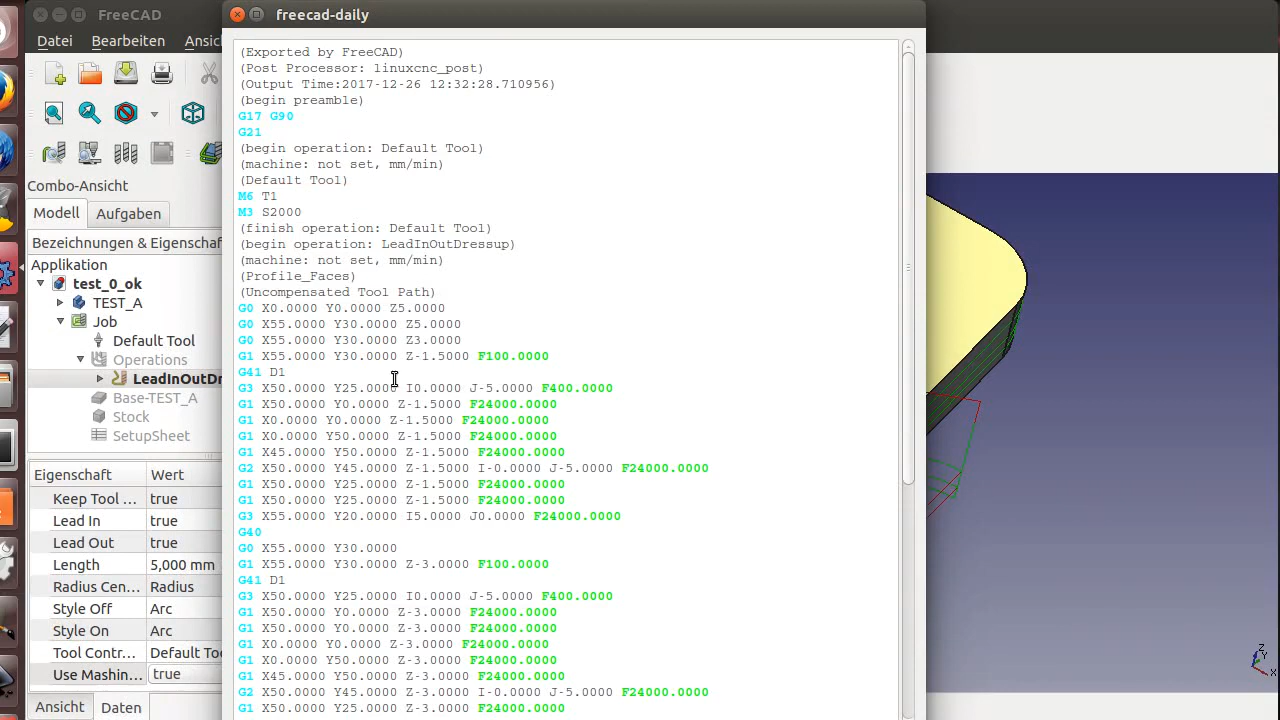 FreeCAD
freecad-daily
Datei Bearbeiten Ansic
Combo-Ansicht
Modell Aufgaben
Bezeichnungen & Eigenschaf
Applikation
test_0_ok
TEST_A
Job
Default Tool
Operations
LeadInOutDr
Base-TEST_A
Stock
SetupSheet
Eigenschaft Wert
Keep Tool ... true
Lead In true
Lead Out true
Length 5,000 mm
Radius Cen... Radius
Style Off Arc
Style On Arc
Tool Contr... Default Too
Use Mashin... true
Ansicht Daten
(Exported by FreeCAD)
(Post Processor: linuxcnc_post)
(Output Time:2017-12-26 12:32:28.710956)
(begin preamble)
G17 G90
G21
(begin operation: Default Tool)
(machine: not set, mm/min)
(Default Tool)
M6 T1
M3 S2000
(finish operation: Default Tool)
(begin operation: LeadInOutDressup)
(machine: not set, mm/min)
(Profile_Faces)
(Uncompensated Tool Path)
G0 X0.0000 Y0.0000 Z5.0000
G0 X55.0000 Y30.0000 Z5.0000
G0 X55.0000 Y30.0000 Z3.0000
G1 X55.0000 Y30.0000 Z-1.5000 F100.0000
G41 D1
G3 X50.0000 Y25.0000 I0.0000 J-5.0000 F400.0000
G1 X50.0000 Y0.0000 Z-1.5000 F24000.0000
G1 X0.0000 Y0.0000 Z-1.5000 F24000.0000
G1 X0.0000 Y50.0000 Z-1.5000 F24000.0000
G1 X45.0000 Y50.0000 Z-1.5000 F24000.0000
G2 X50.0000 Y45.0000 Z-1.5000 I-0.0000 J-5.0000 F24000.0000
G1 X50.0000 Y25.0000 Z-1.5000 F24000.0000
G1 X50.0000 Y25.0000 Z-1.5000 F24000.0000
G3 X55.0000 Y20.0000 I5.0000 J0.0000 F24000.0000
G40
G0 X55.0000 Y30.0000
G1 X55.0000 Y30.0000 Z-3.0000 F100.0000
G41 D1
G3 X50.0000 Y25.0000 I0.0000 J-5.0000 F400.0000
G1 X50.0000 Y0.0000 Z-3.0000 F24000.0000
G1 X50.0000 Y0.0000 Z-3.0000 F24000.0000
G1 X0.0000 Y0.0000 Z-3.0000 F24000.0000
G1 X0.0000 Y50.0000 Z-3.0000 F24000.0000
G1 X45.0000 Y50.0000 Z-3.0000 F24000.0000
G2 X50.0000 Y45.0000 Z-3.0000 I-0.0000 J-5.0000 F24000.0000
G1 X50.0000 Y25.0000 Z-3.0000 F24000.0000
Z
Y
X